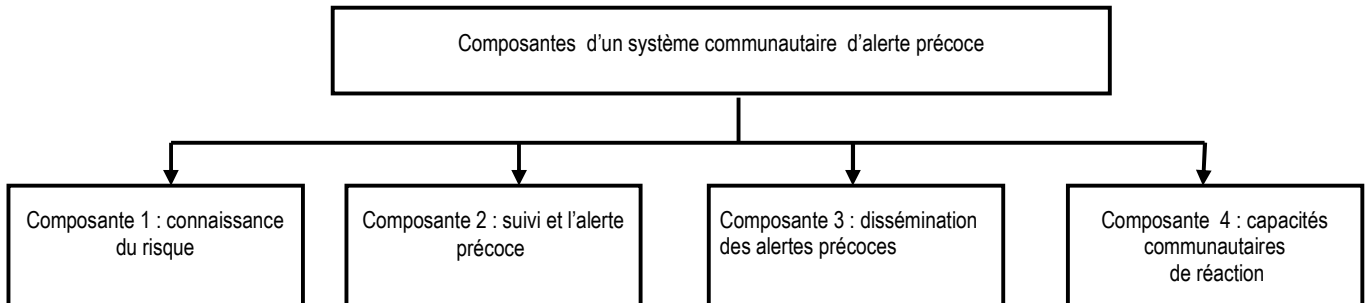 Composantes d'un système communautaire d'alerte précoce
Composante 1 : connaissance
du risque
Composante 2 : suivi et l'alerte
précoce
Composante 3 : dissémination
des alertes précoces
Composante 4 : capacités
communautaires
de réaction